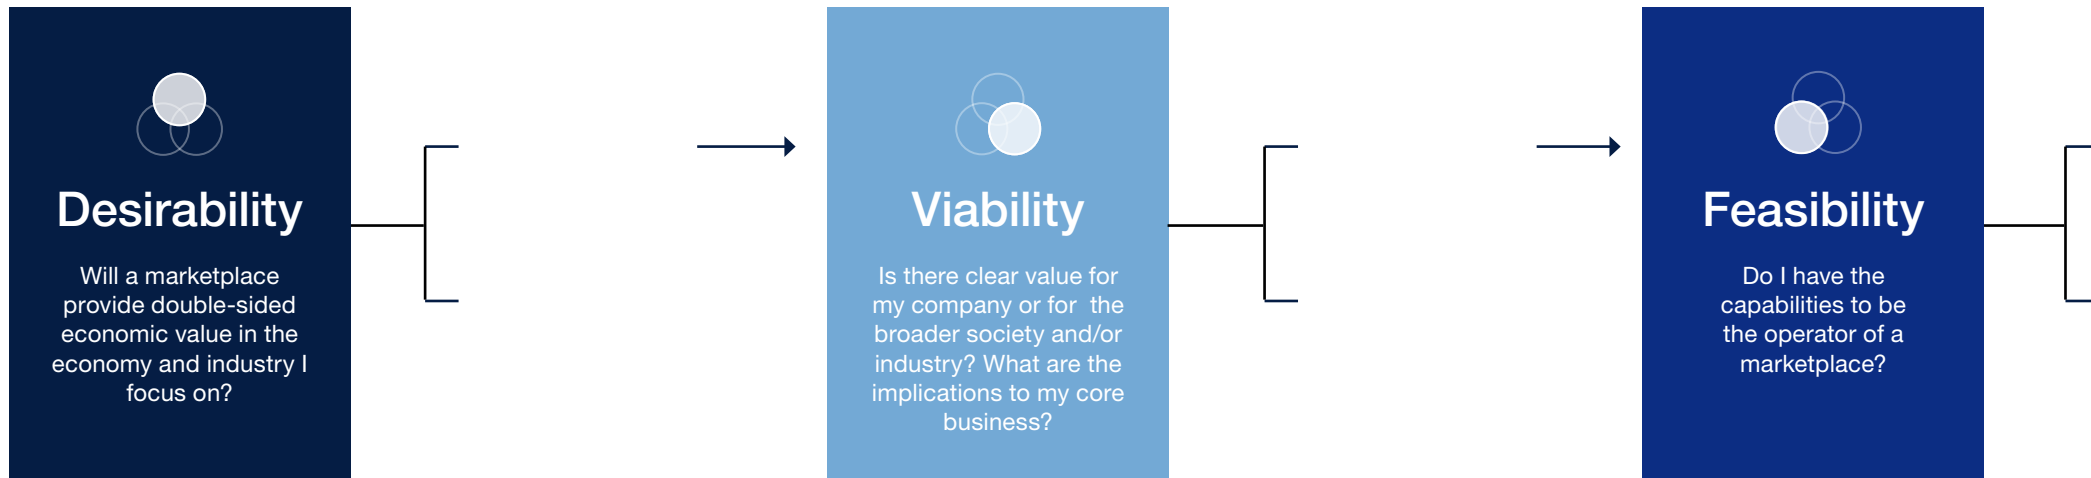 Desirability
Will a marketplace
provide double-sided
economic value in the
economy and industry I
focus on?
Viability
Is there clear value for
my company or for  the
broader society and/or
industry? What are the
implications to my core
business?
Feasibility
Do I have the
capabilities to be
the operator of a
marketplace?